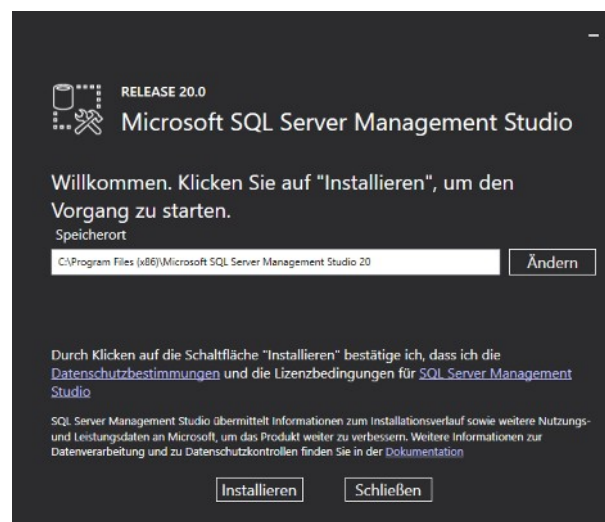 RELEASE 20.0
Microsoft SQL Server Management Studio
Willkommen. Klicken Sie auf "Installieren", um den
Vorgang zu starten.
Speicherort
C:\Program Files (x86)\Microsoft SQL Server Management Studio 20
Ändern
Durch Klicken auf die Schaltfläche "Installieren" bestätige ich, dass ich die
Datenschutzbestimmungen und die Lizenzbedingungen für SQL Server Management
Studio
SQL Server Management Studio übermittelt Informationen zum Installationsverlauf sowie weitere Nutzungs-
und Leistungsdaten an Microsoft, um das Produkt weiter zu verbessern. Weitere Informationen zur
Datenverarbeitung und zu Datenschutzkontrollen finden Sie in der Dokumentation
Installieren Schließen